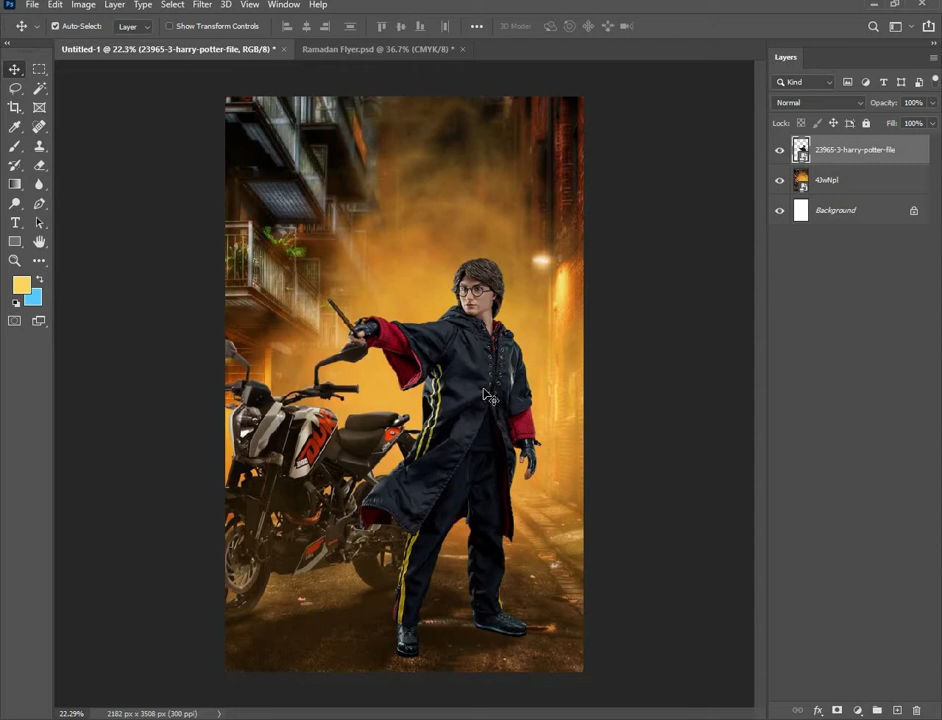 Ps File Edit Image Layer Type Select Filter 3D View Window Help
Auto-Select: Layer Show Transform Controls 3D Mode:
Untitled-1 @ 22.3% (23965-3-harry-potter-file, RGB/8) * × Ramadan Flyer.psd @ 36.7% (CMYK/8) * ×
Layers
Kind
Normal Opacity: 100%
Lock: Fill: 100%
23965-3-harry-potter-file
4JwNpl
Background
DUKE
22.29% 2182 px x 3508 px (300 ppi)